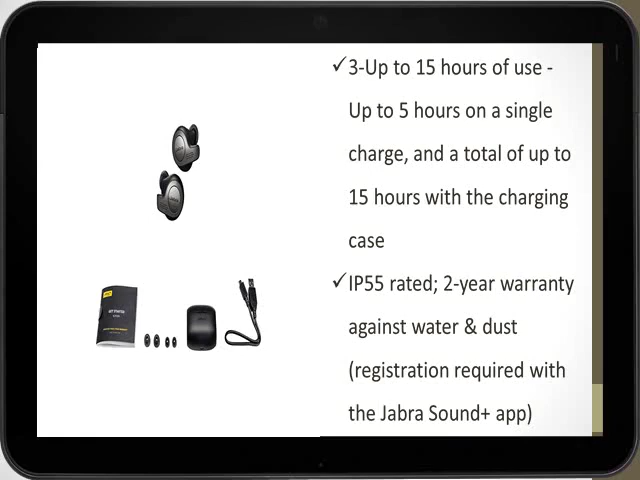 ✓3-Up to 15 hours of use -
Up to 5 hours on a single
charge, and a total of up to
15 hours with the charging
case
✓IP55 rated; 2-year warranty
against water & dust
(registration required with
the Jabra Sound+ app)